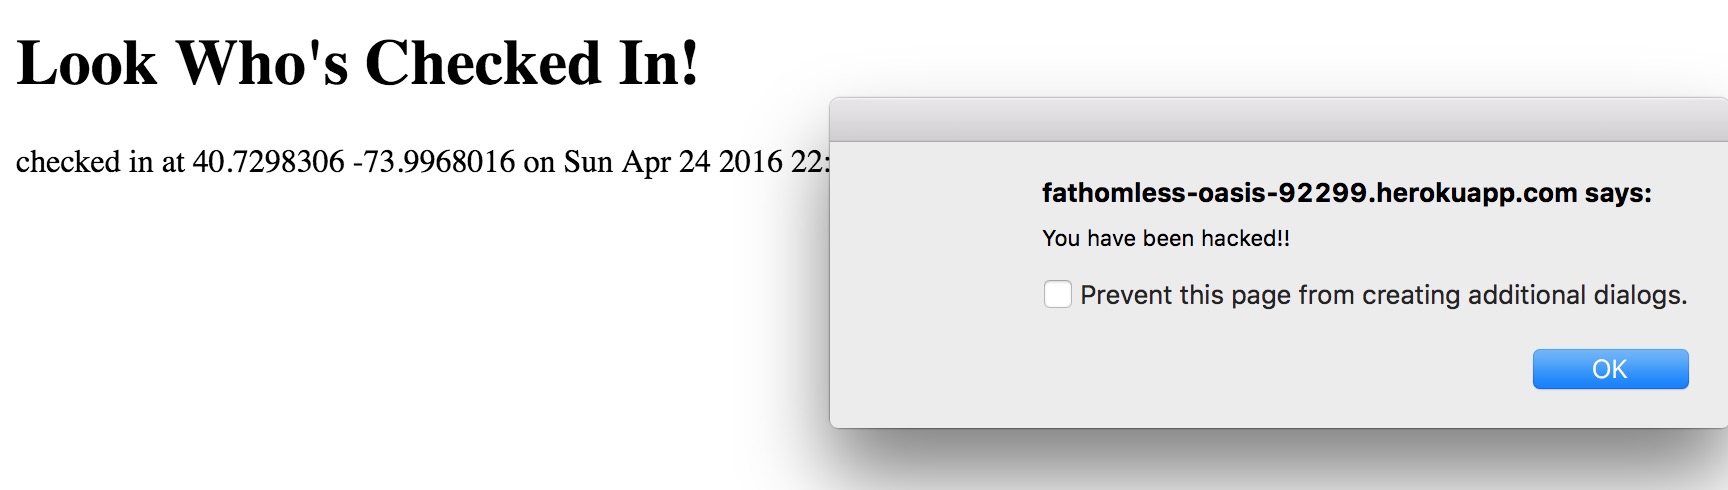 Look Who's Checked In!
checked in at 40.7298306 -73.9968016 on Sun Apr 24 2016 22:
fathomless-oasis-92299.herokuapp.com says:
You have been hacked!!
Prevent this page from creating additional dialogs.
OK